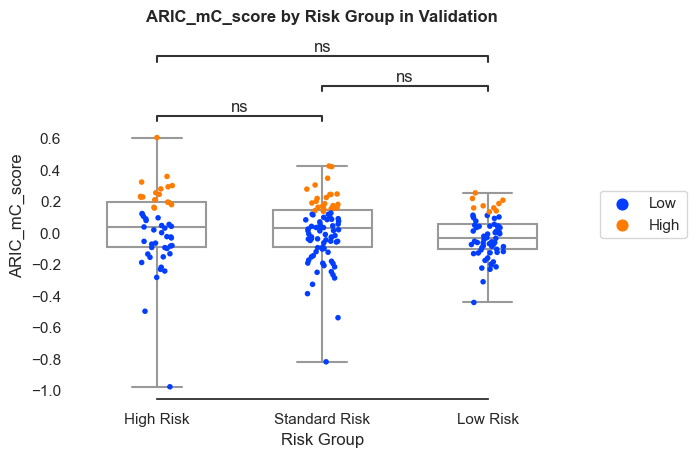 ARIC_mC_score by Risk Group in Validation
ns
ns
ns
0.6
0.4
0.2
0.0
−0.2
−0.4
−0.6
−0.8
−1.0
ARIC_mC_score
Low
High
High Risk
Standard Risk
Low Risk
Risk Group